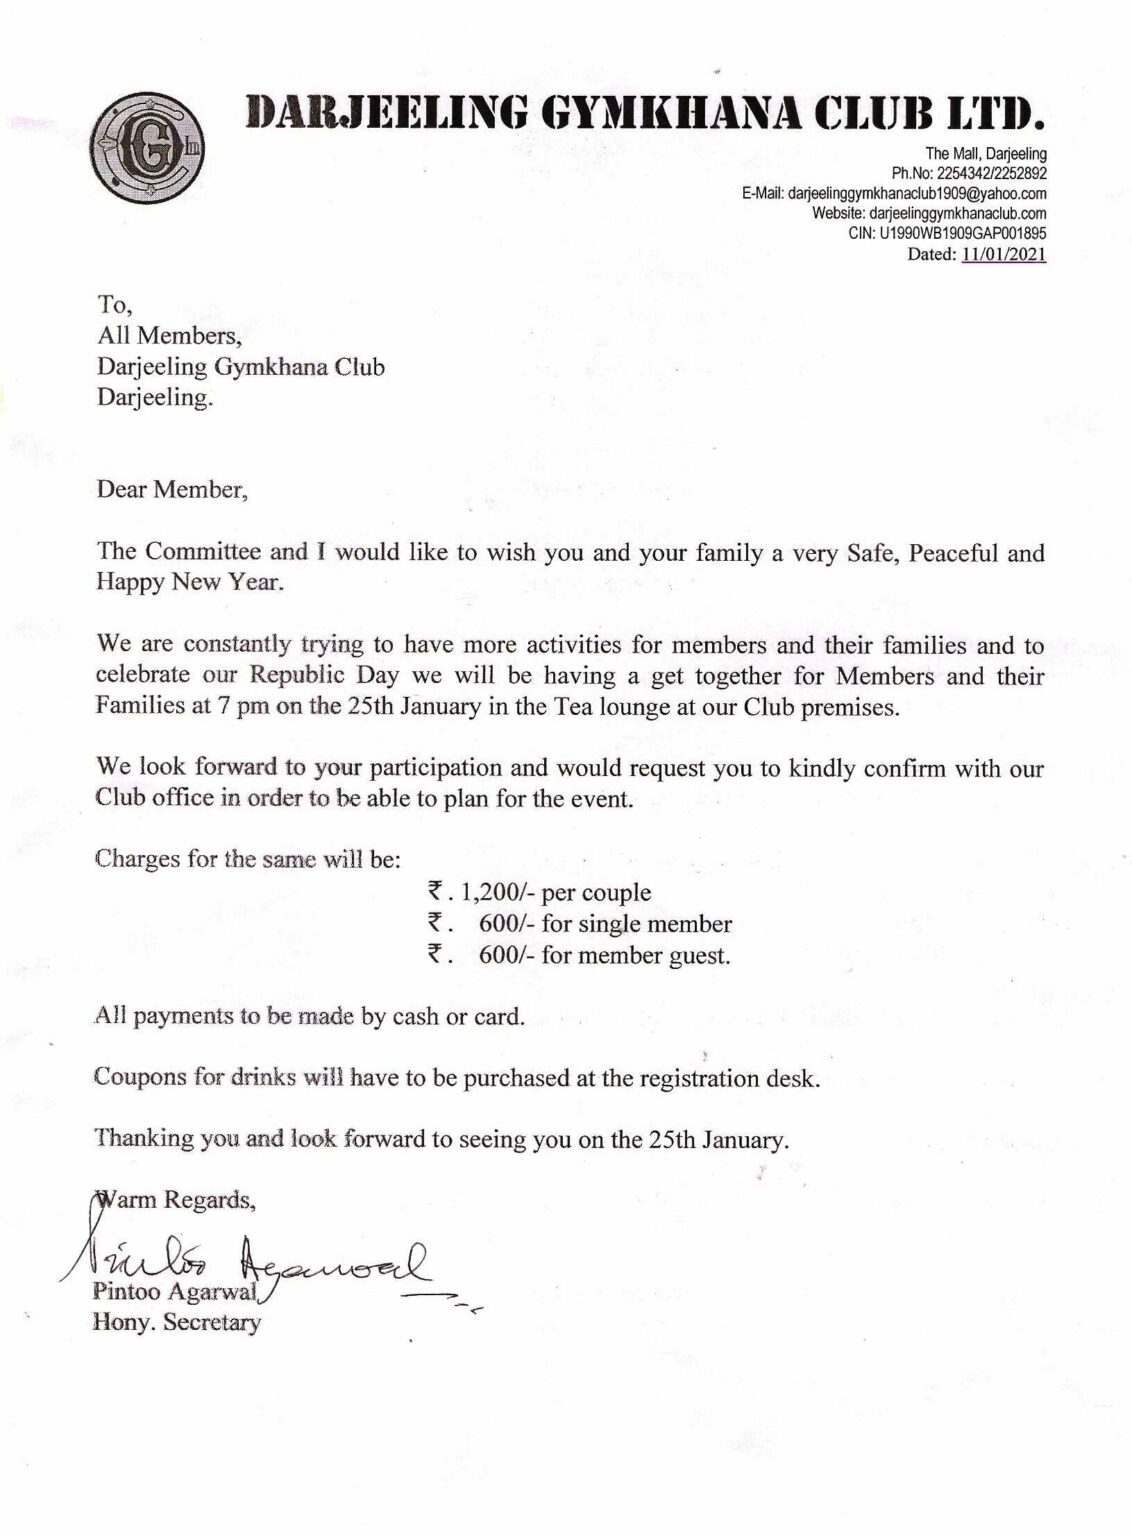 DARJEELING GYMKHANA CLUB LTD.
The Mall, Darjeeling
Ph.No: 2254342/2252892
E-Mail: darjeelinggymkhanaclub1909@yahoo.com
Website: darjeelinggymkhanaclub.com
CIN: U1990WB1909GAP001895
Dated: 11/01/2021
To,
All Members,
Darjeeling Gymkhana Club
Darjeeling.
Dear Member,
The Committee and I would like to wish you and your family a very Safe, Peaceful and
Happy New Year.
We are constantly trying to have more activities for members and their families and to
celebrate our Republic Day we will be having a get together for Members and their
Families at 7 pm on the 25th January in the Tea lounge at our Club premises.
We look forward to your participation and would request you to kindly confirm with our
Club office in order to be able to plan for the event.
Charges for the same will be:
₹. 1,200/- per couple
₹. 600/- for single member
₹. 600/- for member guest.
All payments to be made by cash or card.
Coupons for drinks will have to be purchased at the registration desk.
Thanking you and look forward to seeing you on the 25th January.
Warm Regards,
Pintoo Agarwal
Pintoo Agarwal
Hony. Secretary